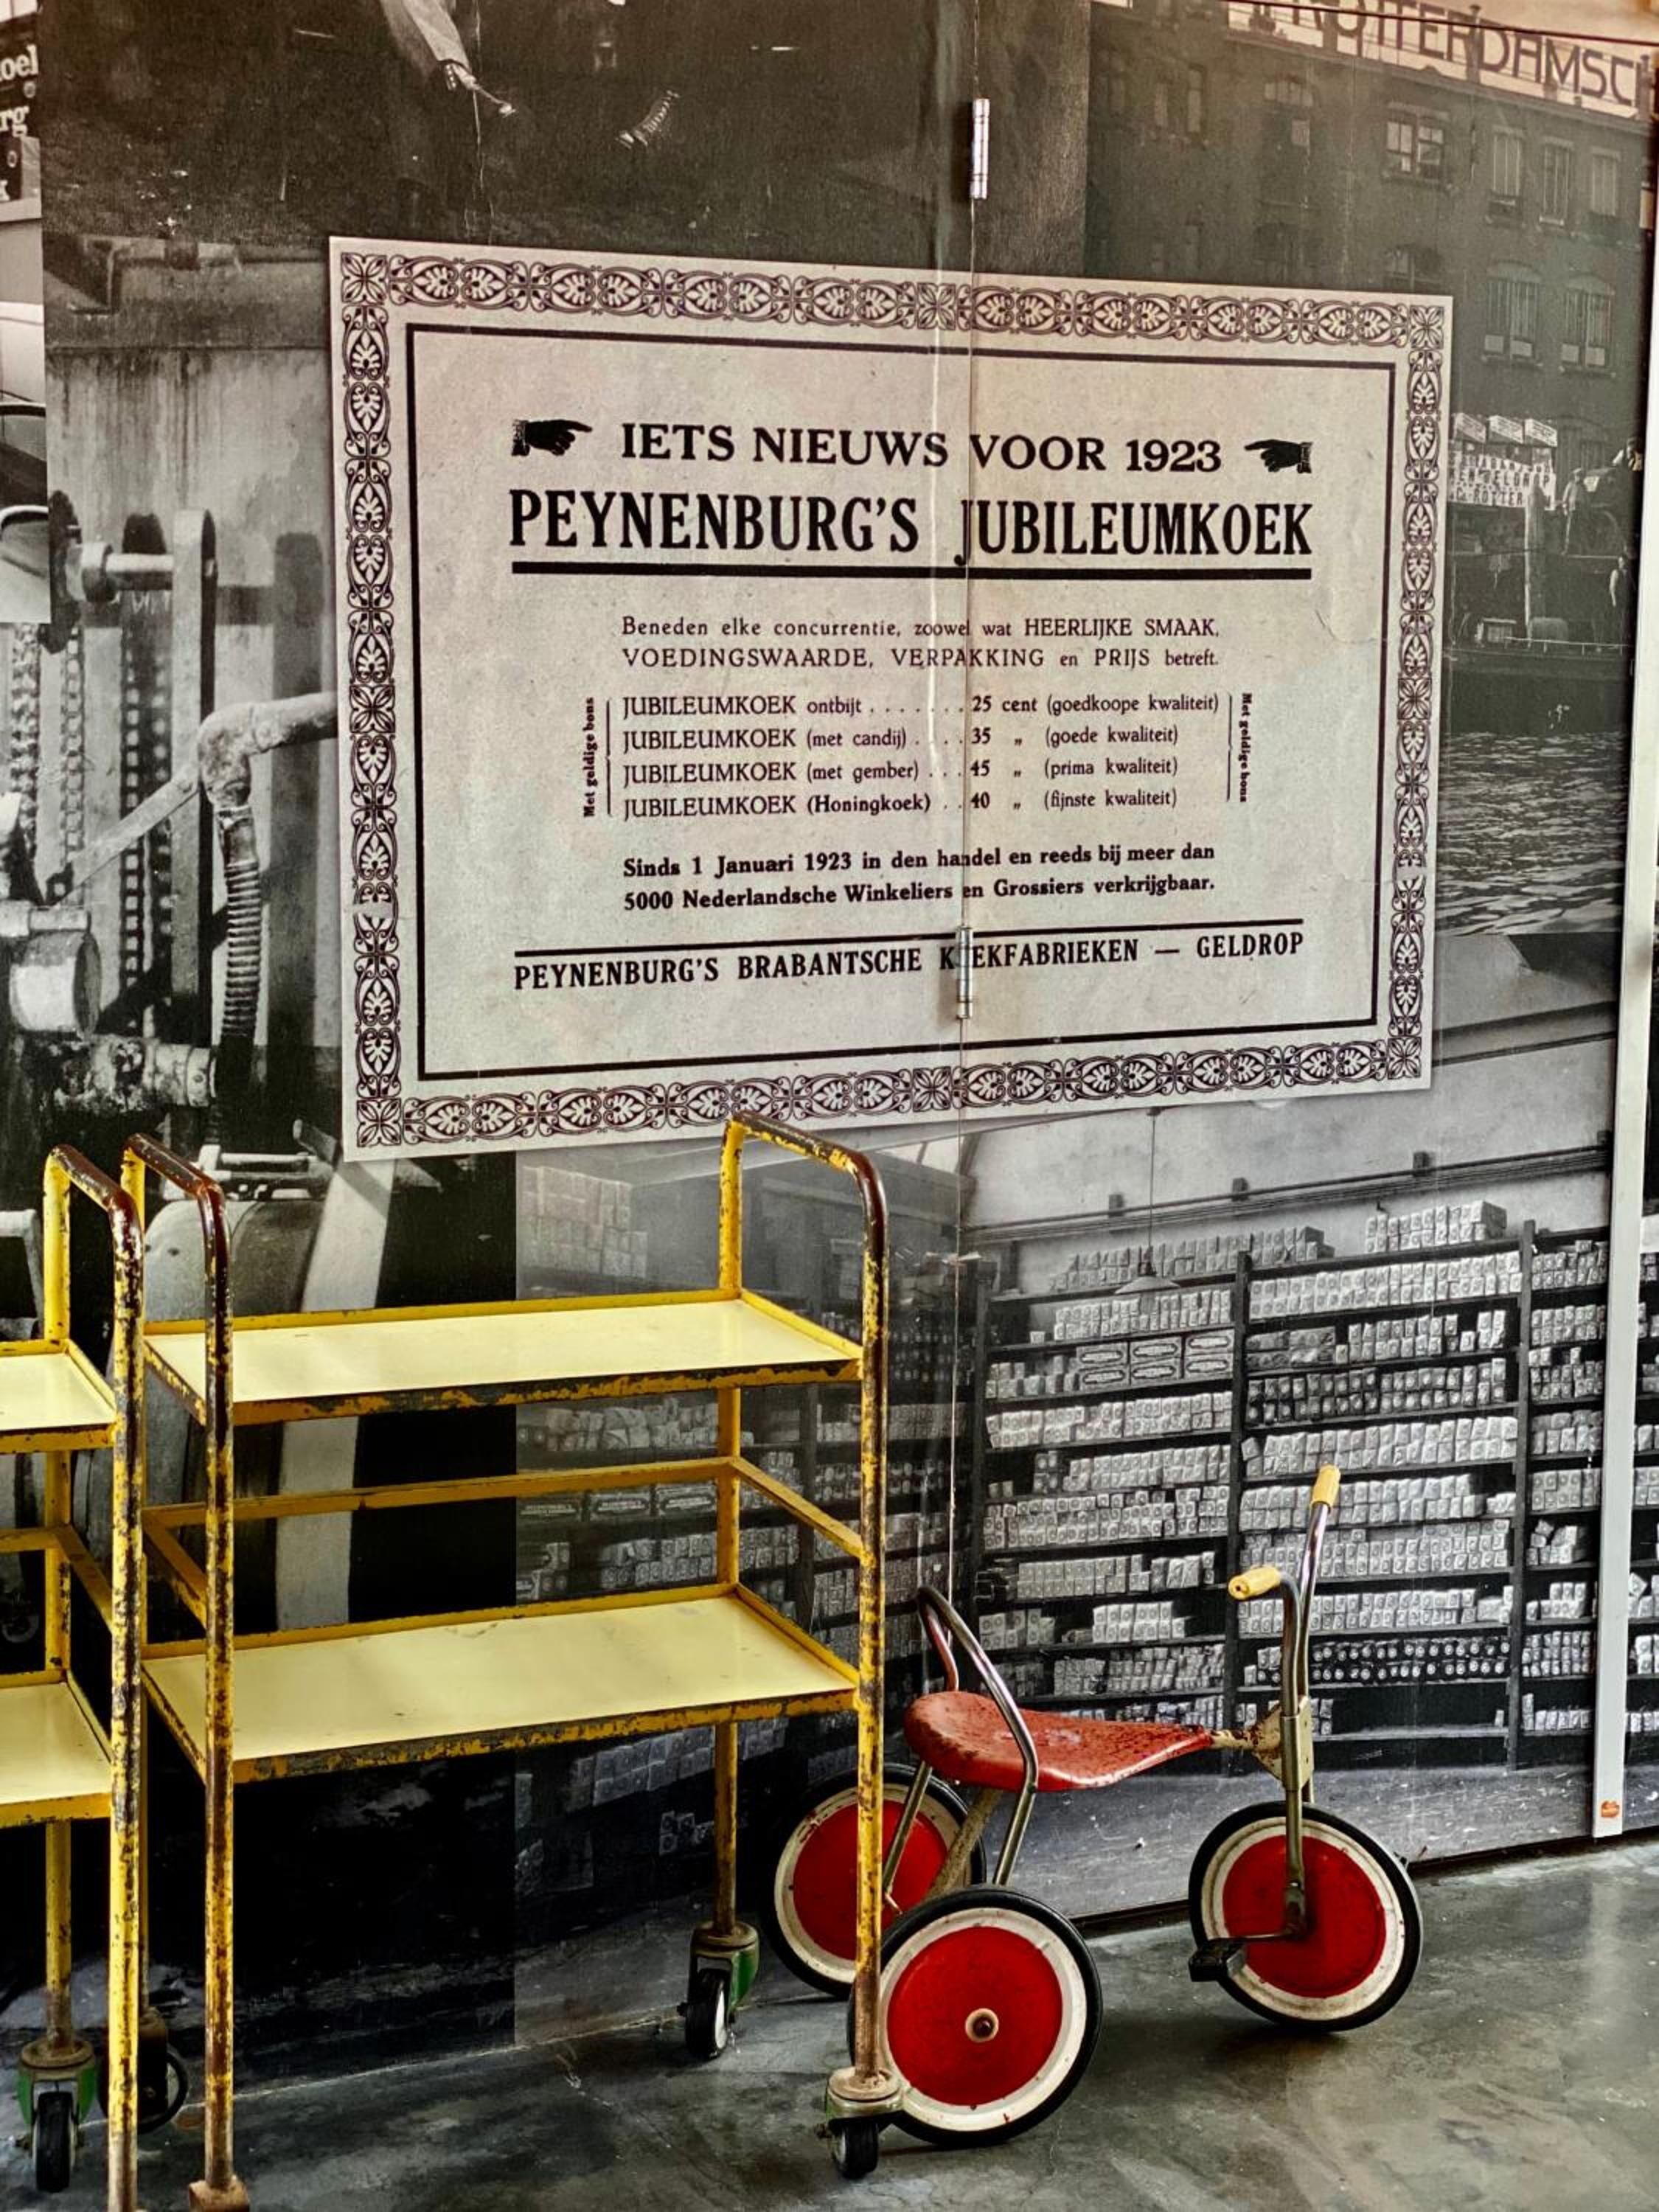 oel
rg
ROTTERDAMSCH
IETS NIEUWS VOOR 1923
PEYNENBURG'S JUBILEUMKOEK
Beneden elke concurrentie, zoowel wat HEERLIJKE SMAAK,
VOEDINGSWAARDE, VERPAKKING en PRIJS betreft.
Met geldige bons
JUBILEUMKOEK ontbijt . . . . . . . 25 cent (goedkoope kwaliteit)
JUBILEUMKOEK (met candij) . . . 35 „ (goede kwaliteit)
JUBILEUMKOEK (met gember) . . . 45 „ (prima kwaliteit)
JUBILEUMKOEK (Honingkoek) . . 40 „ (fijnste kwaliteit)
Met geldige bons
Sinds 1 Januari 1923 in den handel en reeds bij meer dan
5000 Nederlandsche Winkeliers en Grossiers verkrijgbaar.
PEYNENBURG'S BRABANTSCHE KOEKFABRIEKEN — GELDROP